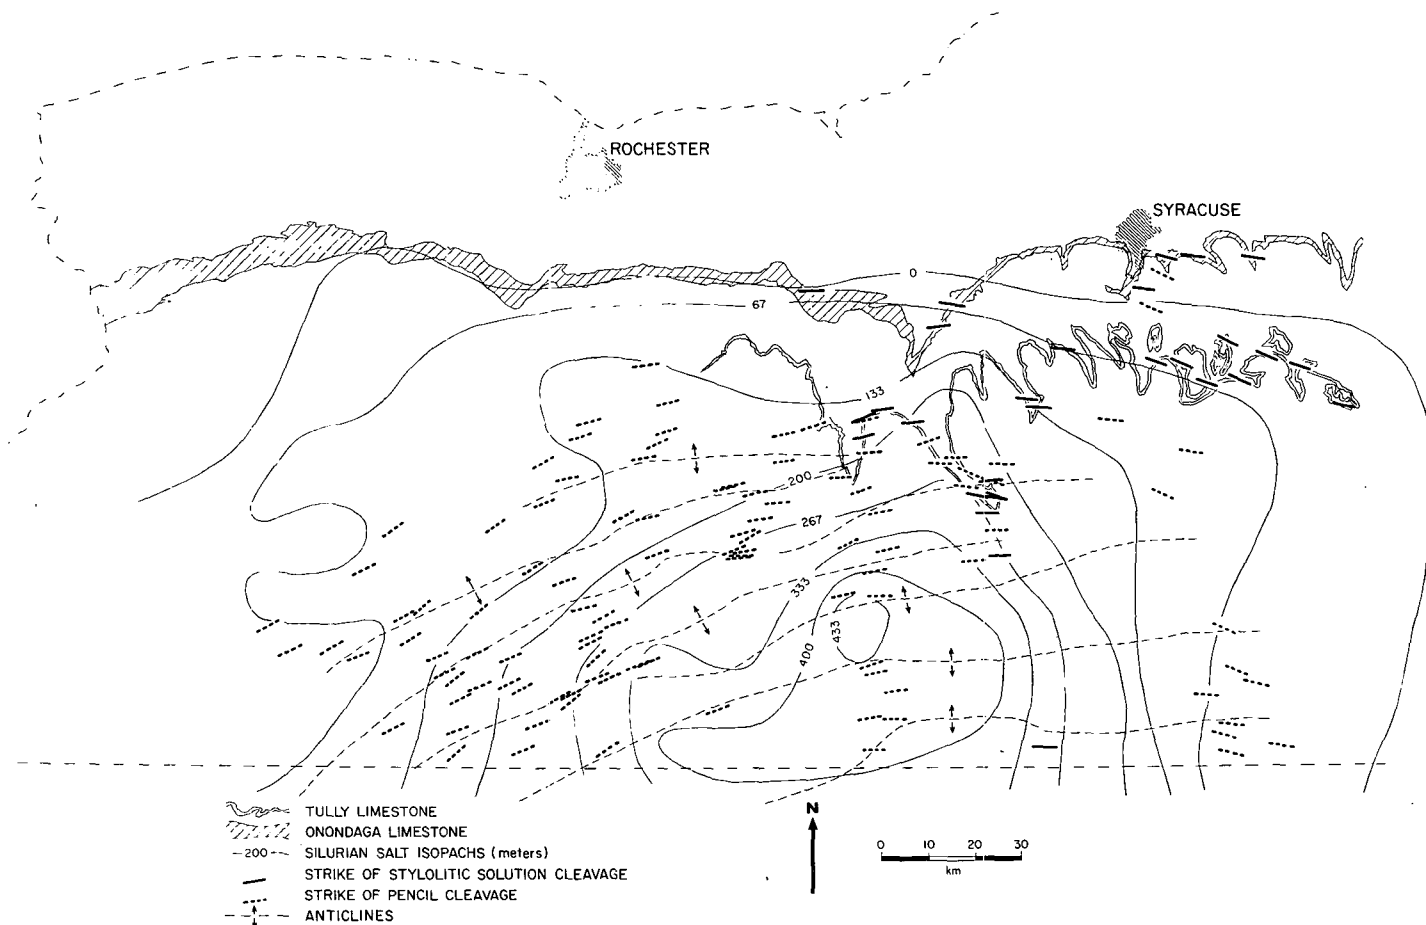 ROCHESTER
SYRACUSE
0
67
133
200
267
333
400
433
TULLY LIMESTONE
ONONDAGA LIMESTONE
-200- SILURIAN SALT ISOPACHS (meters)
STRIKE OF STYLOLITIC SOLUTION CLEAVAGE
STRIKE OF PENCIL CLEAVAGE
ANTICLINES
N
0 10 20 30
km